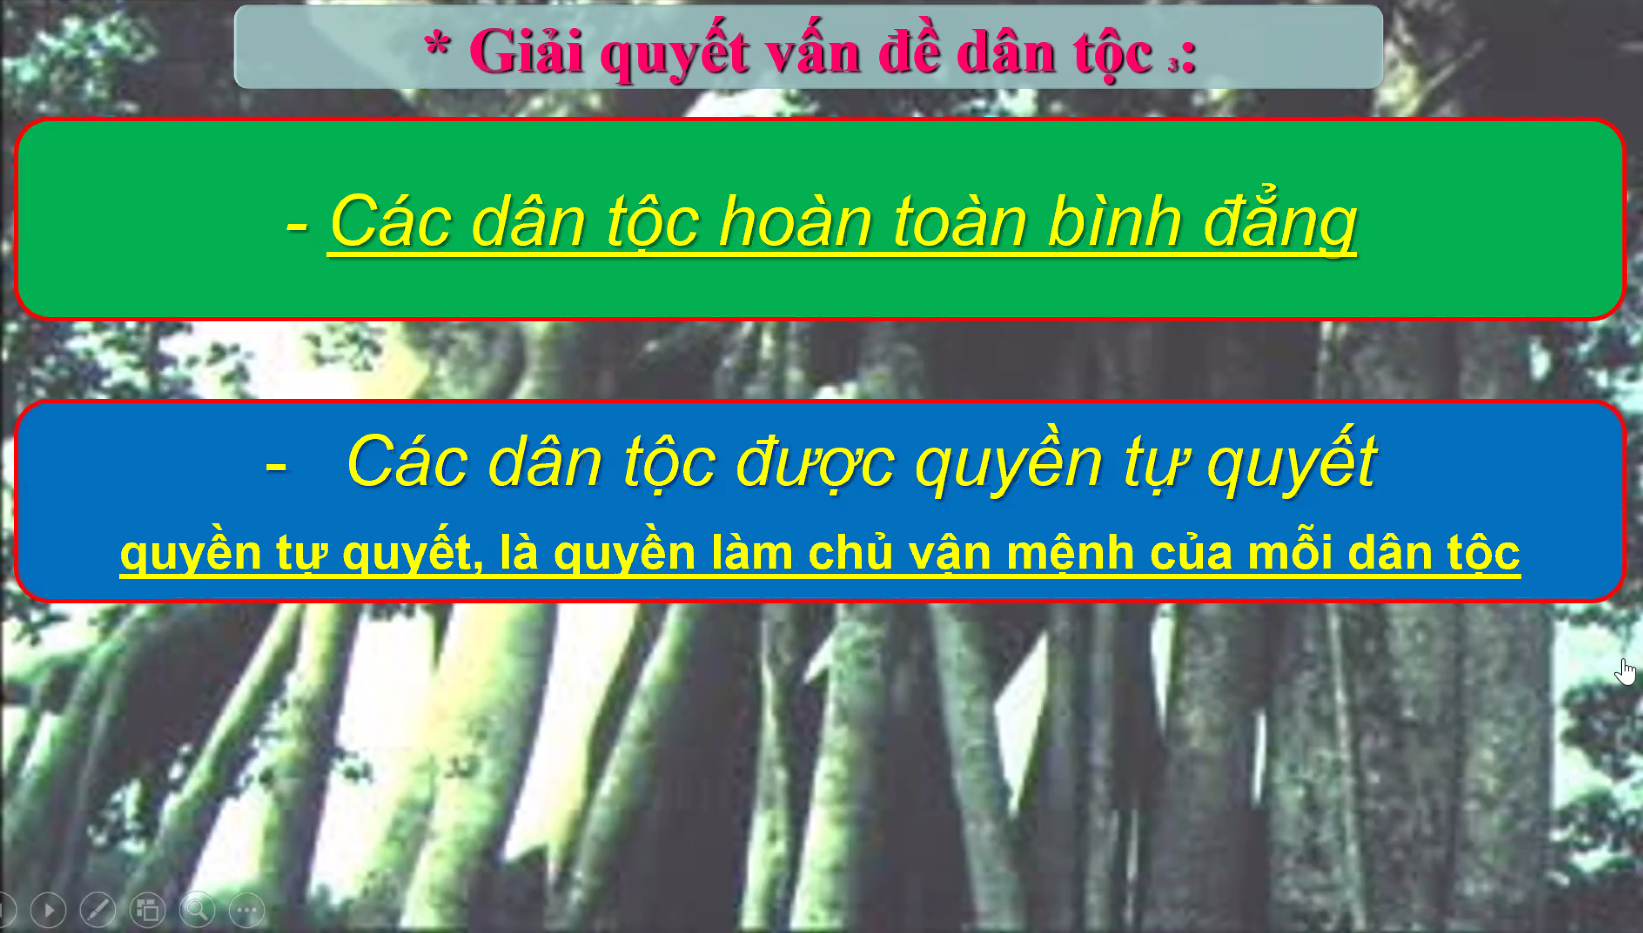 * Giải quyết vấn đề dân tộc 3:
- Các dân tộc hoàn toàn bình đẳng
- Các dân tộc được quyền tự quyết
quyền tự quyết, là quyền làm chủ vận mệnh của mỗi dân tộc